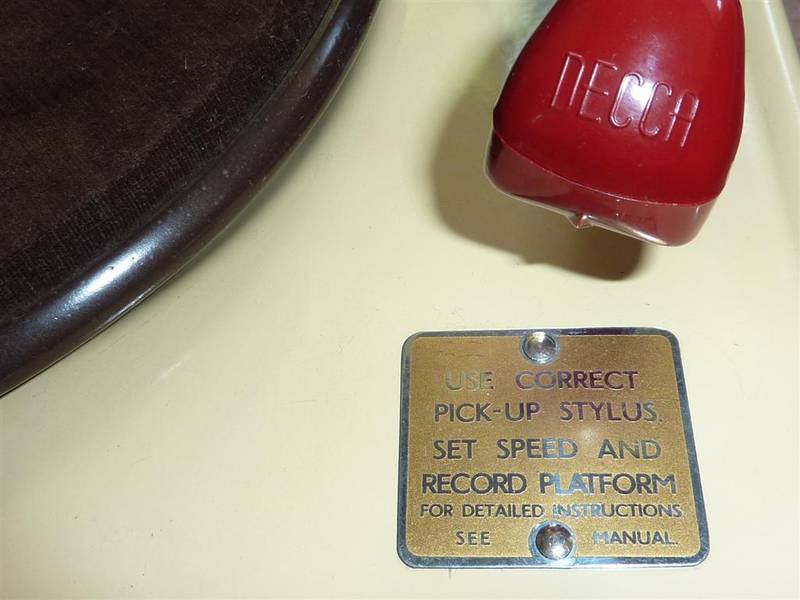 DECCA
USE CORRECT
PICK-UP STYLUS.
SET SPEED AND
RECORD PLATFORM
FOR DETAILED INSTRUCTIONS
SEE MANUAL.